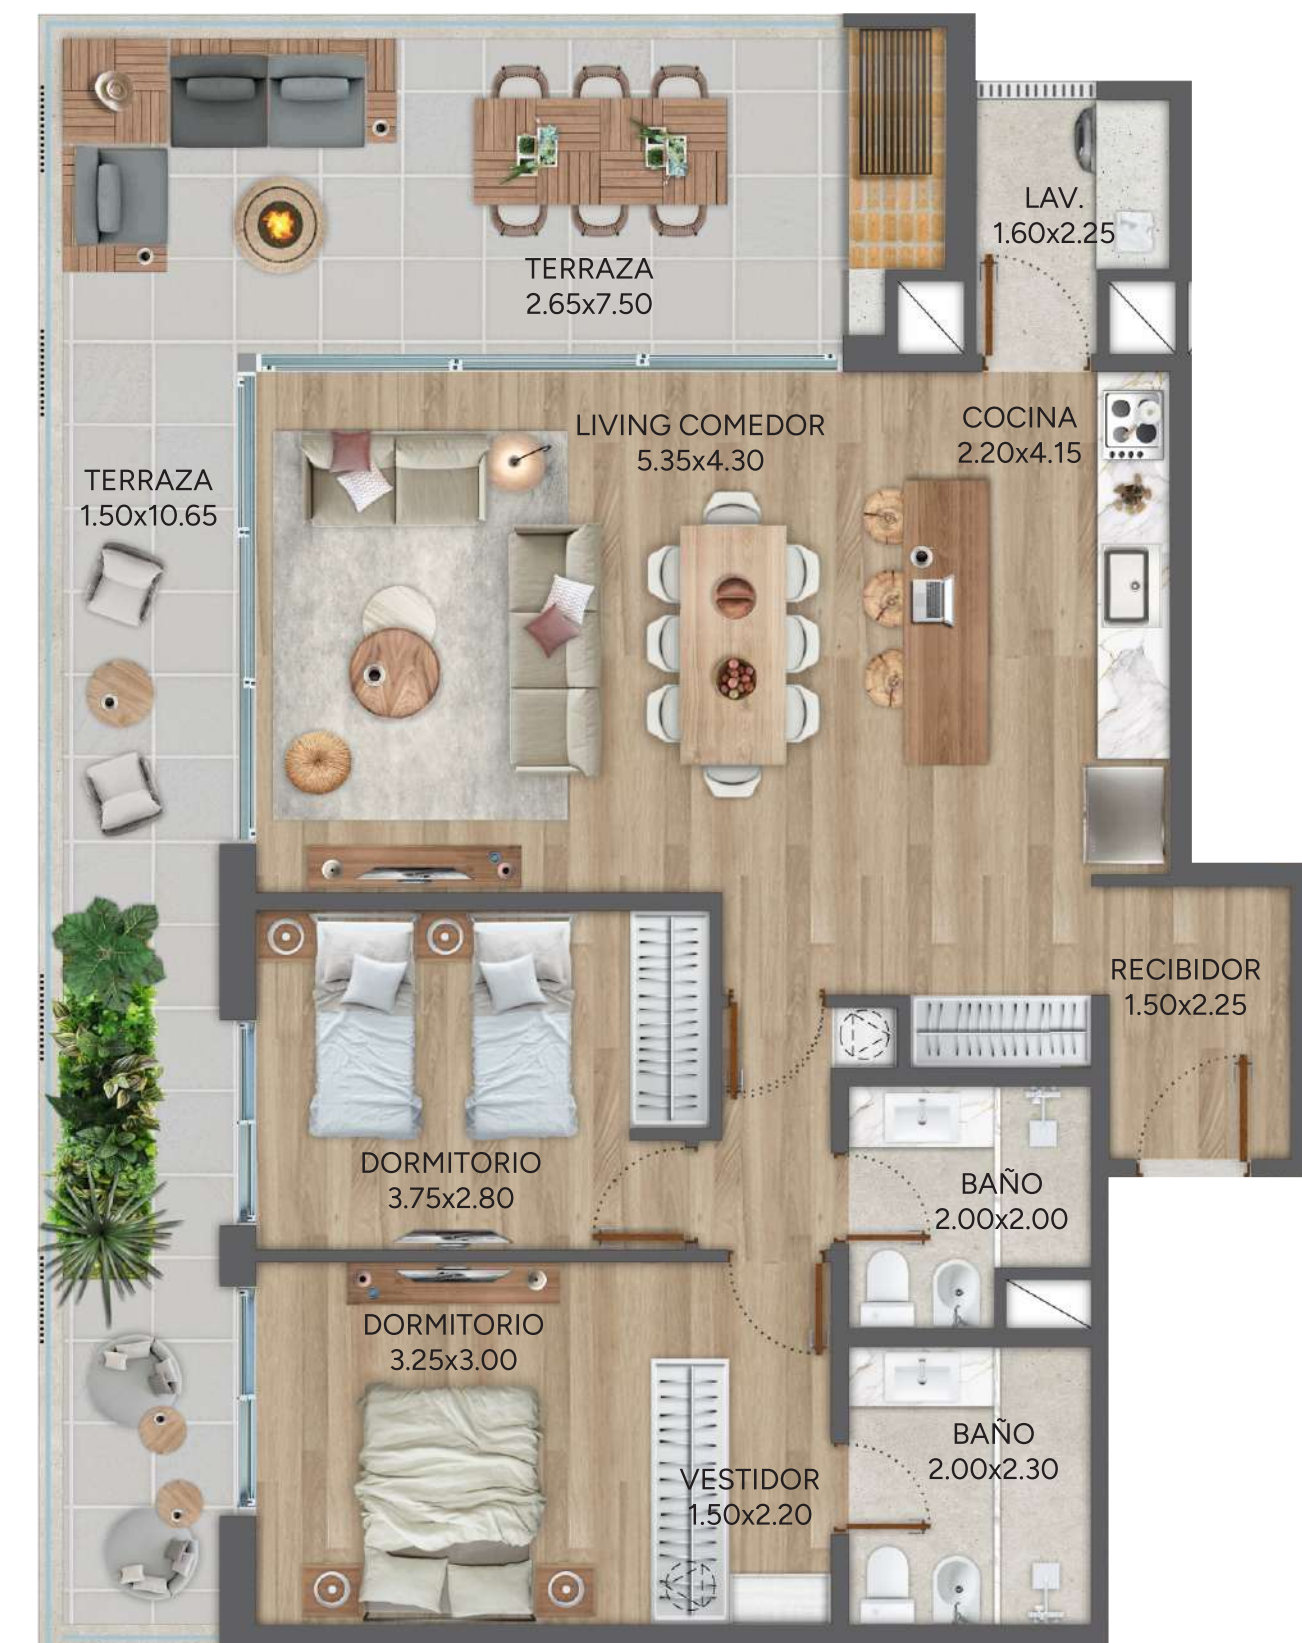 LAV.
1.60x2.25
TERRAZA
2.65x7.50
LIVING COMEDOR
5.35x4.30
COCINA
2.20x4.15
TERRAZA
1.50x10.65
RECIBIDOR
1.50x2.25
DORMITORIO
3.75x2.80
BAÑO
2.00x2.00
DORMITORIO
3.25x3.00
BAÑO
2.00x2.30
VESTIDOR
1.50x2.20